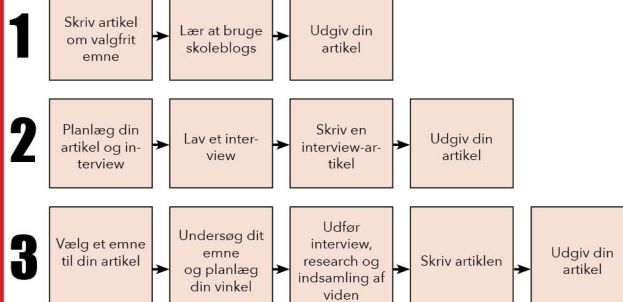 1
Skriv artikel
om valgfrit
emne
Lær at bruge
skoleblogs
Udgiv din
artikel
2
Planlæg din
artikel og in-
terview
Lav et inter-
view
Skriv en
interview-ar-
tikel
Udgiv din
artikel
3
Vælg et emne
til din artikel
Undersøg dit
emne
og planlæg
din vinkel
Udfør
interview,
research og
indsamling af
viden
Skriv artiklen
Udgiv din
artikel